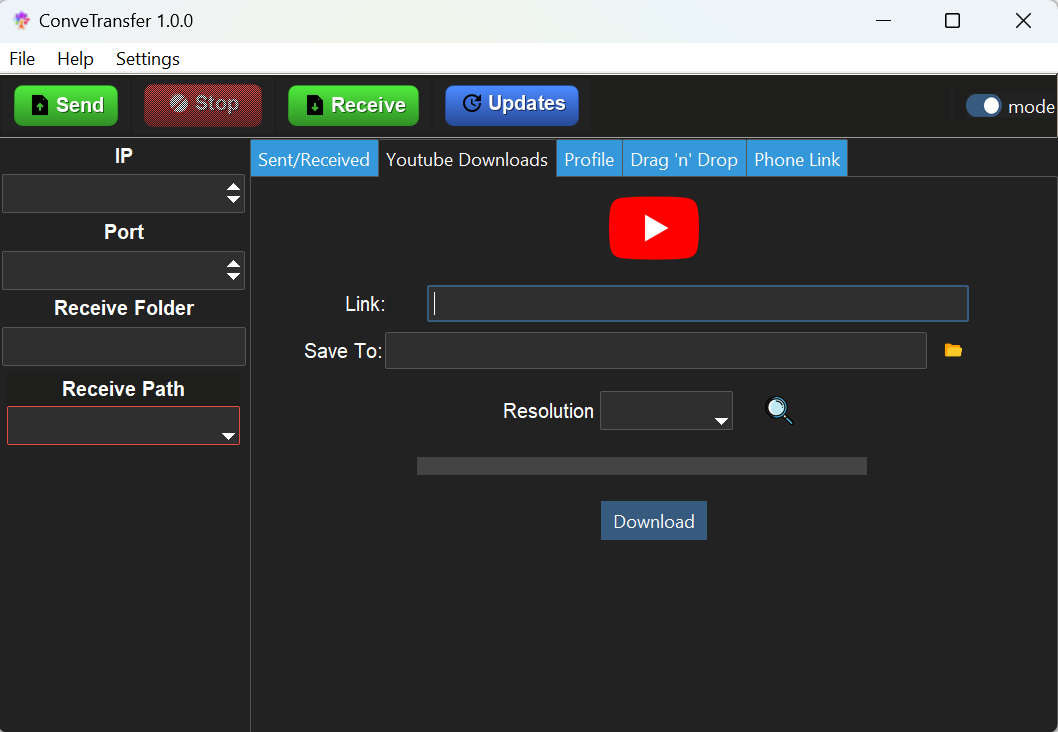 ConveTransfer 1.0.0
File Help Settings
Send Stop Receive Updates mode
IP
Port
Receive Folder
Receive Path
Sent/Received Youtube Downloads Profile Drag 'n' Drop Phone Link
Link:
Save To:
Resolution
Download